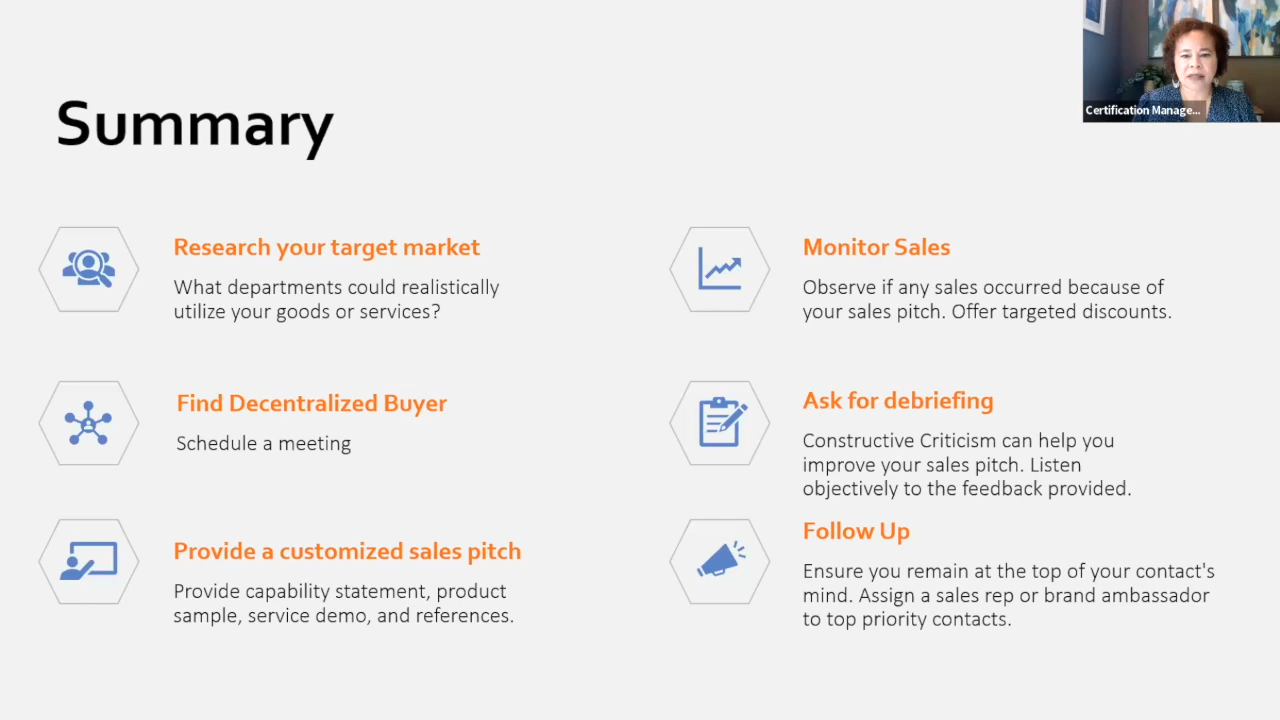 Summary
Research your target market
What departments could realistically
utilize your goods or services?
Find Decentralized Buyer
Schedule a meeting
Provide a customized sales pitch
Provide capability statement, product
sample, service demo, and references.
Monitor Sales
Observe if any sales occurred because of
your sales pitch. Offer targeted discounts.
Ask for debriefing
Constructive Criticism can help you
improve your sales pitch. Listen
objectively to the feedback provided.
Follow Up
Ensure you remain at the top of your contact's
mind. Assign a sales rep or brand ambassador
to top priority contacts.
Certification Manage...